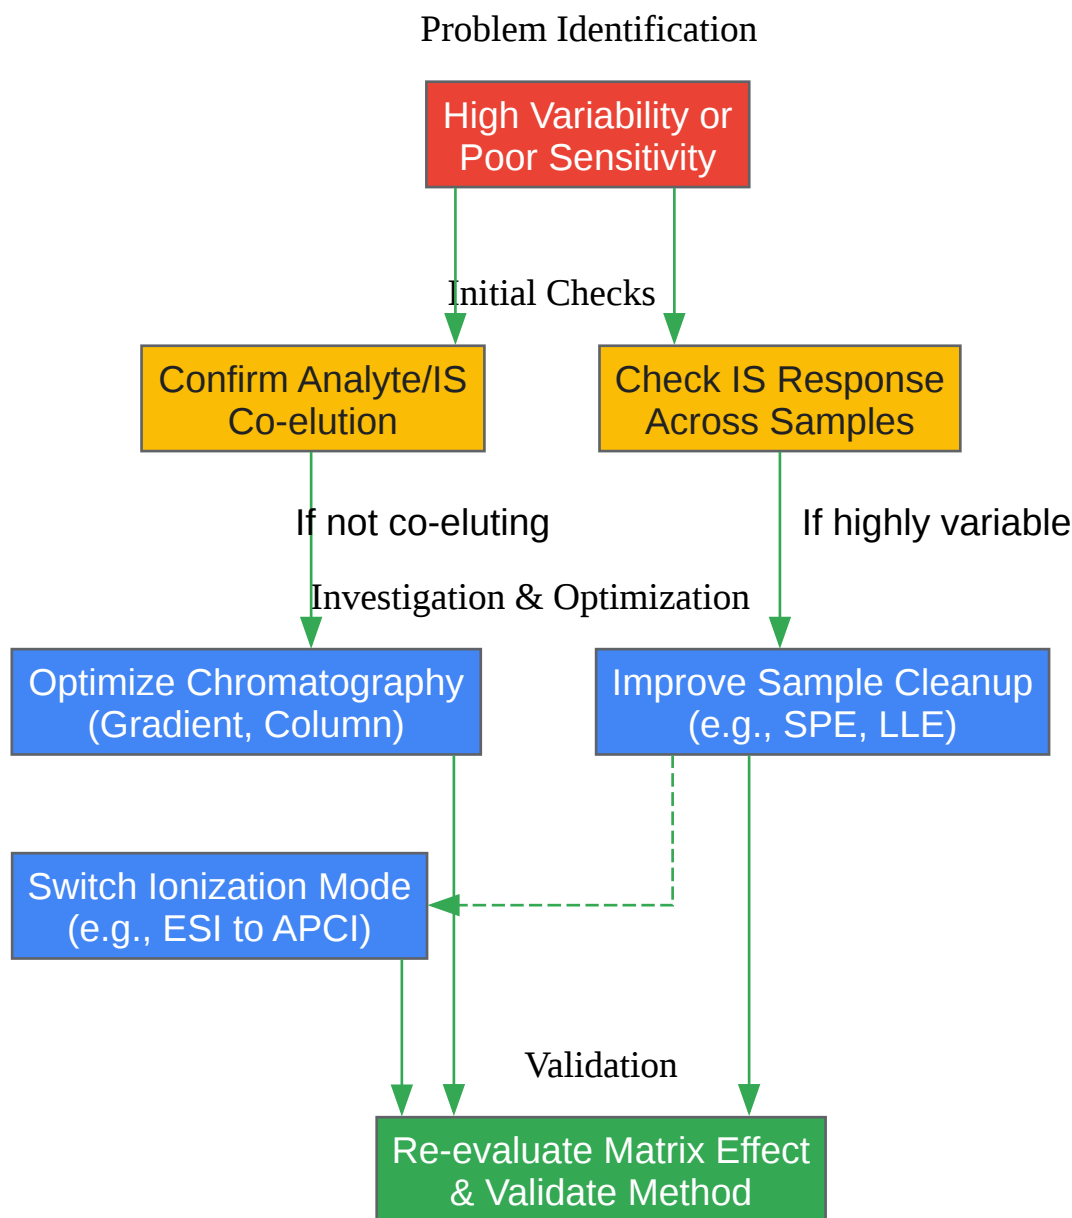 Problem Identification
High Variability or
Poor Sensitivity
Initial Checks
Confirm Analyte/IS
Co-elution
Check IS Response
Across Samples
If not co-eluting
If highly variable
Investigation & Optimization
Optimize Chromatography
(Gradient, Column)
Improve Sample Cleanup
(e.g., SPE, LLE)
Switch Ionization Mode
(e.g., ESI to APCI)
Validation
Re-evaluate Matrix Effect
& Validate Method